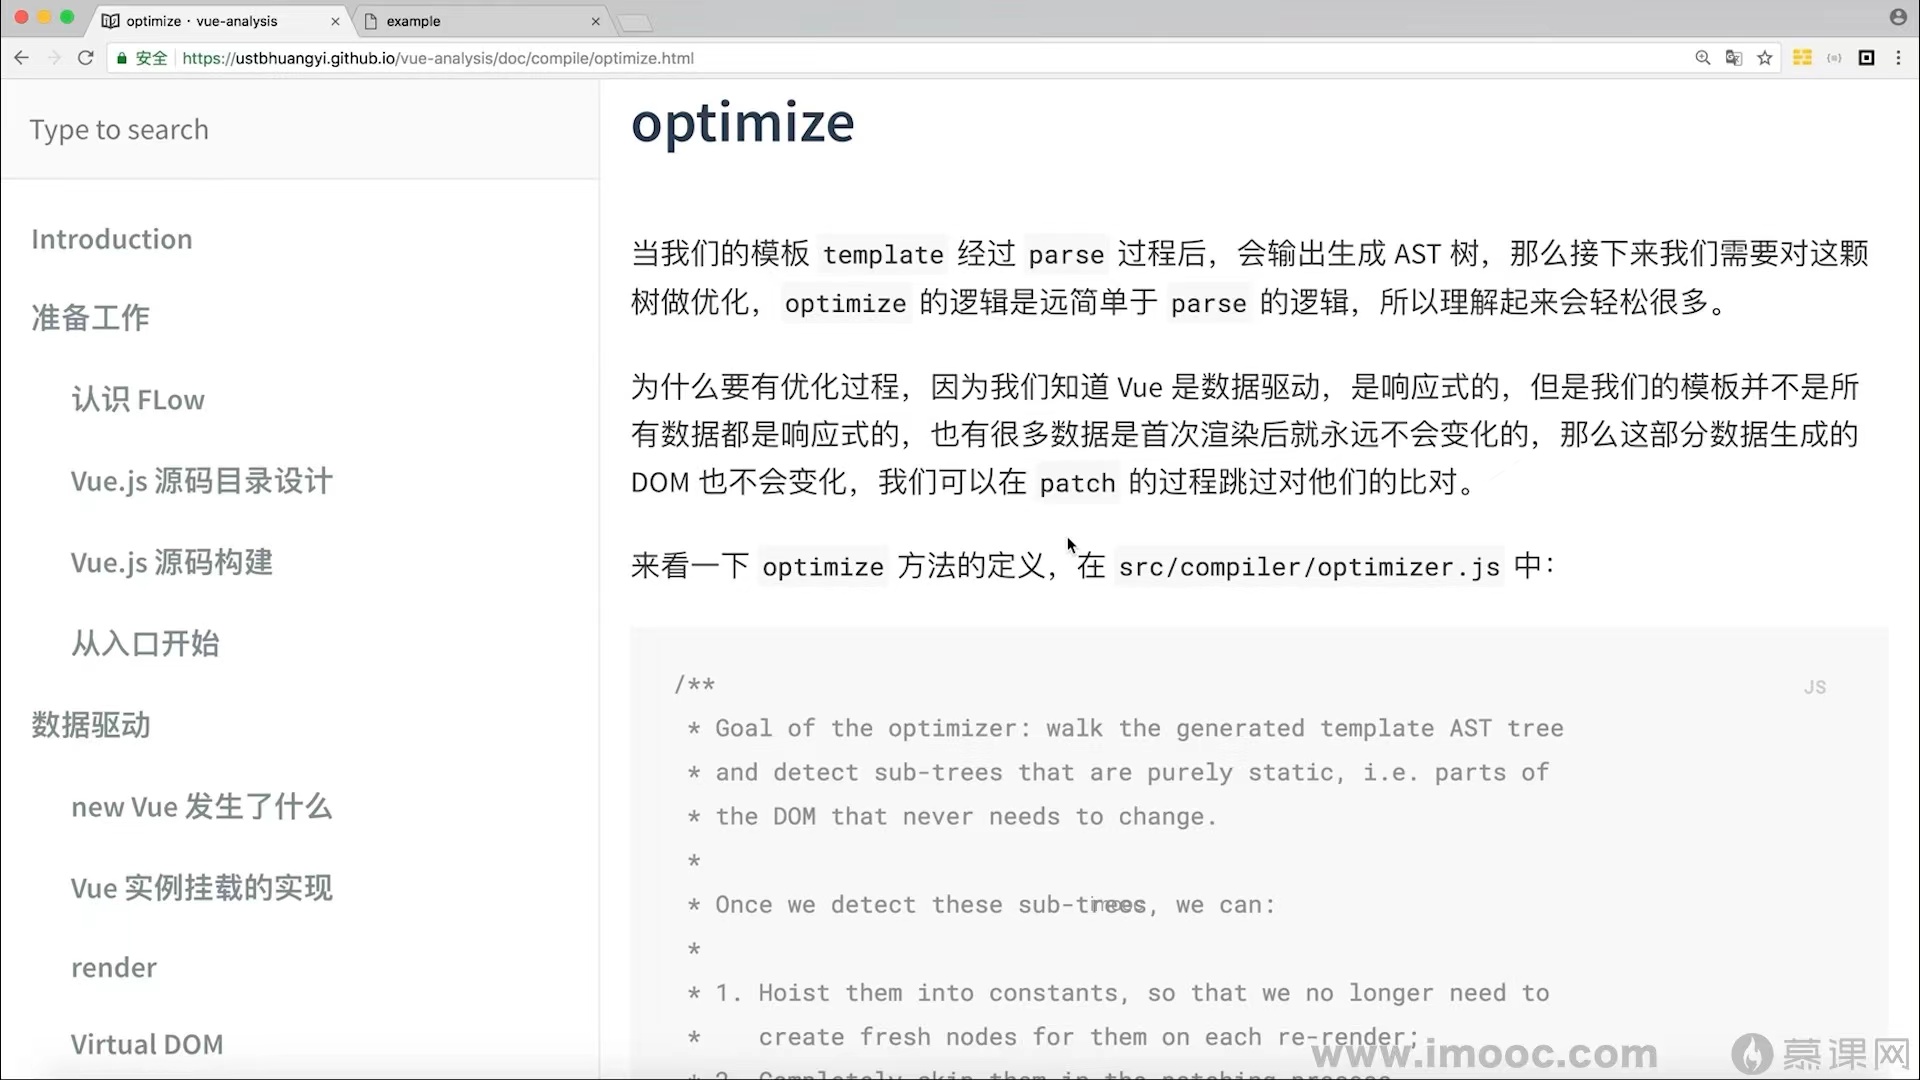 optimize · vue-analysis
example
安全
https://ustbhuangyi.github.io/vue-analysis/doc/compile/optimize.html
Type to search
Introduction
准备工作
认识 FLow
Vue.js 源码目录设计
Vue.js 源码构建
从入口开始
数据驱动
new Vue 发生了什么
Vue 实例挂载的实现
render
Virtual DOM
optimize
当我们的模板 template 经过 parse 过程后，会输出生成 AST 树，那么接下来我们需要对这颗
树做优化， optimize 的逻辑是远简单于 parse 的逻辑，所以理解起来会轻松很多。
为什么要有优化过程，因为我们知道 Vue 是数据驱动，是响应式的，但是我们的模板并不是所
有数据都是响应式的，也有很多数据是首次渲染后就永远不会变化的，那么这部分数据生成的
DOM 也不会变化，我们可以在 patch 的过程跳过对他们的比对。
来看一下 optimize 方法的定义，在 src/compiler/optimizer.js 中：
JS
/**
* Goal of the optimizer: walk the generated template AST tree
* and detect sub-trees that are purely static, i.e. parts of
* the DOM that never needs to change.
*
* Once we detect these sub-trees, we can:
imooc
*
* 1. Hoist them into constants, so that we no longer need to
* create fresh nodes for them on each re-render;
* 2. Completely skip them in the patching process.
www.imooc.com
慕课网